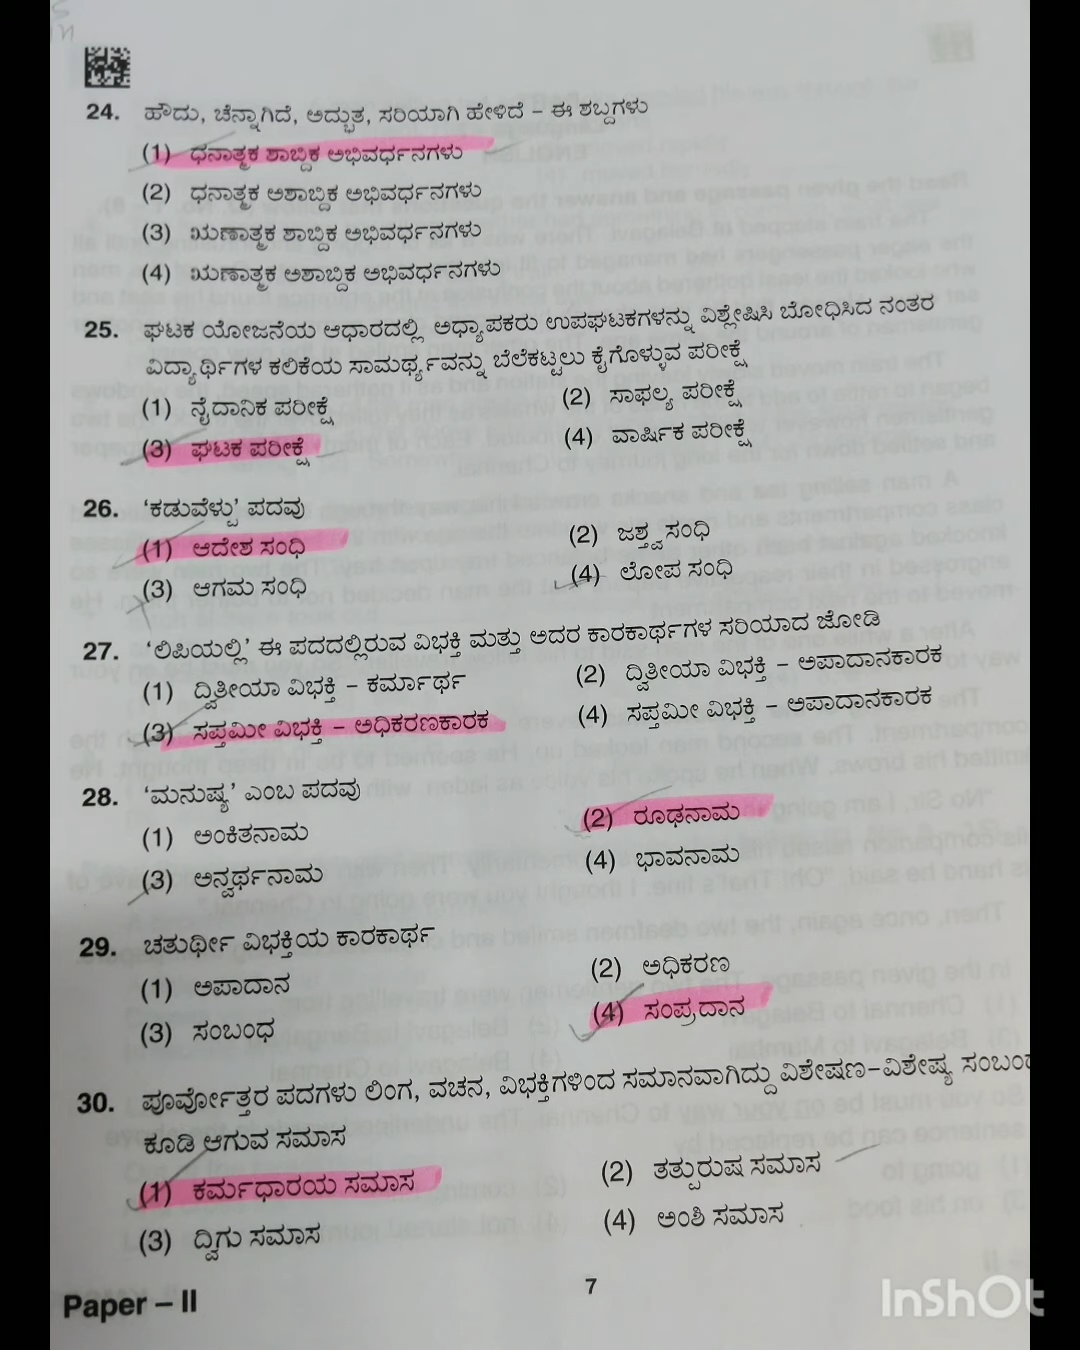 24. ಹೌದು, ಚೆನ್ನಾಗಿದೆ, ಅದ್ಭುತ, ಸರಿಯಾಗಿ ಹೇಳಿದೆ – ಈ ಶಬ್ದಗಳು
(1) ಧನಾತ್ಮಕ ಶಾಬ್ದಿಕ ಅಭಿವರ್ಧನಗಳು
(2) ಧನಾತ್ಮಕ ಅಶಾಬ್ದಿಕ ಅಭಿವರ್ಧನಗಳು
(3) ಋಣಾತ್ಮಕ ಶಾಬ್ದಿಕ ಅಭಿವರ್ಧನಗಳು
(4) ಋಣಾತ್ಮಕ ಅಶಾಬ್ದಿಕ ಅಭಿವರ್ಧನಗಳು
25. ಘಟಕ ಯೋಜನೆಯ ಆಧಾರದಲ್ಲಿ ಅಧ್ಯಾಪಕರು ಉಪಘಟಕಗಳನ್ನು ವಿಶ್ಲೇಷಿಸಿ ಬೋಧಿಸಿದ ನಂತರ
ವಿದ್ಯಾರ್ಥಿಗಳ ಕಲಿಕೆಯ ಸಾಮರ್ಥ್ಯವನ್ನು ಬೆಲೆಕಟ್ಟಲು ಕೈಗೊಳ್ಳುವ ಪರೀಕ್ಷೆ
(1) ನೈದಾನಿಕ ಪರೀಕ್ಷೆ (2) ಸಾಫಲ್ಯ ಪರೀಕ್ಷೆ
(3) ಘಟಕ ಪರೀಕ್ಷೆ (4) ವಾರ್ಷಿಕ ಪರೀಕ್ಷೆ
26. ‘ಕಡುವೆಳ್ಪು’ ಪದವು
(1) ಆದೇಶ ಸಂಧಿ (2) ಜಶ್ತ್ವ ಸಂಧಿ
(3) ಆಗಮ ಸಂಧಿ (4) ಲೋಪ ಸಂಧಿ
27. ‘ಲಿಪಿಯಲ್ಲಿ’ ಈ ಪದದಲ್ಲಿರುವ ವಿಭಕ್ತಿ ಮತ್ತು ಅದರ ಕಾರಕಾರ್ಥಗಳ ಸರಿಯಾದ ಜೋಡಿ
(1) ದ್ವಿತೀಯಾ ವಿಭಕ್ತಿ – ಕರ್ಮಾರ್ಥ (2) ದ್ವಿತೀಯಾ ವಿಭಕ್ತಿ – ಅಪಾದಾನಕಾರಕ
(3) ಸಪ್ತಮೀ ವಿಭಕ್ತಿ – ಅಧಿಕರಣಕಾರಕ (4) ಸಪ್ತಮೀ ವಿಭಕ್ತಿ – ಅಪಾದಾನಕಾರಕ
28. ‘ಮನುಷ್ಯ’ ಎಂಬ ಪದವು
(1) ಅಂಕಿತನಾಮ (2) ರೂಢನಾಮ
(3) ಅನ್ವರ್ಥನಾಮ (4) ಭಾವನಾಮ
29. ಚತುರ್ಥೀ ವಿಭಕ್ತಿಯ ಕಾರಕಾರ್ಥ
(1) ಅಪಾದಾನ (2) ಅಧಿಕರಣ
(3) ಸಂಬಂಧ (4) ಸಂಪ್ರದಾನ
30. ಪೂರ್ವೋತ್ತರ ಪದಗಳು ಲಿಂಗ, ವಚನ, ವಿಭಕ್ತಿಗಳಿಂದ ಸಮಾನವಾಗಿದ್ದು ವಿಶೇಷಣ–ವಿಶೇಷ್ಯ
ಕೂಡಿ ಆಗುವ ಸಮಾಸ
(1) ಕರ್ಮಧಾರಯ ಸಮಾಸ (2) ತತ್ಪುರುಷ ಸಮಾಸ
(3) ದ್ವಿಗು ಸಮಾಸ (4) ಅಂಶಿ ಸಮಾಸ
Paper – II 7
InShOt